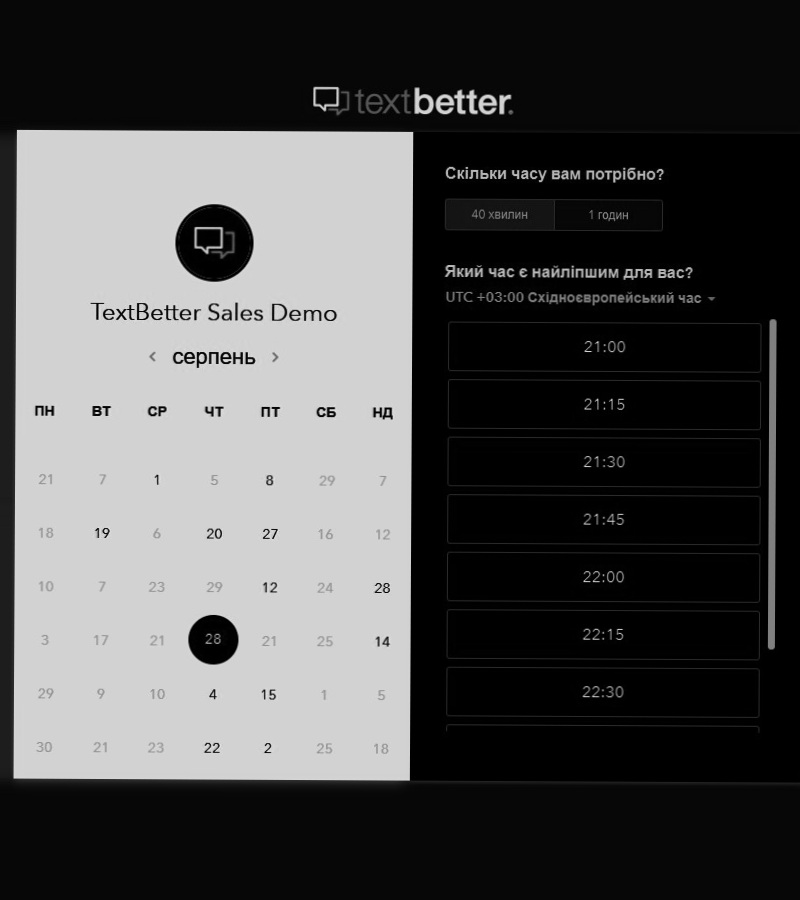 textbetter.
TextBetter Sales Demo
серпень
ПН ВТ СР ЧТ ПТ СБ НД
21 7 1 5 8 29 7
18 19 6 20 27 16 12
10 7 23 29 12 24 28
3 17 21 28 21 25 14
29 9 10 4 15 1 5
30 21 23 22 2 25 18
Скільки часу вам потрібно?
40 хвилин 1 годин
Який час є найліпшим для вас?
UTC +03:00 Східноєвропейський час
21:00
21:15
21:30
21:45
22:00
22:15
22:30